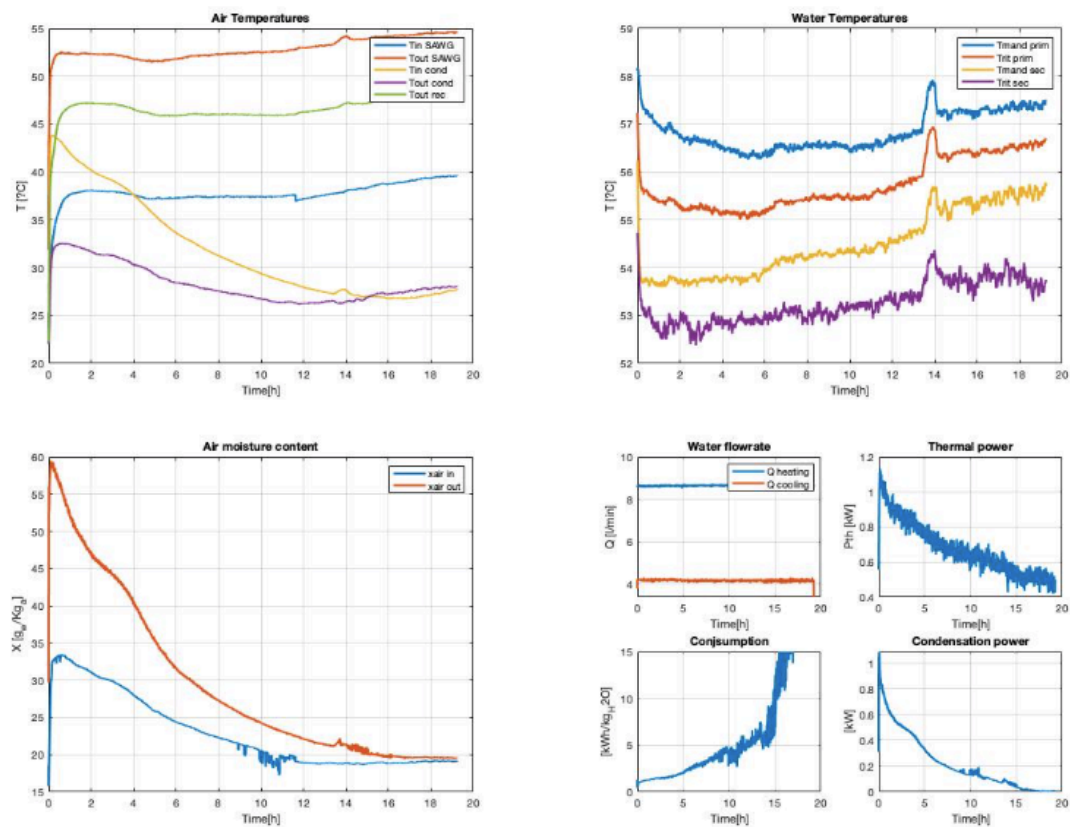 Air Temperatures
55
50
45
40
35
30
25
20
T [?C]
0 2 4 6 8 10 12 14 16 18 20
Time[h]
Tin SAWG
Tout SAWG
Tin cond
Tout cond
Tout rec
Water Temperatures
59
58
57
56
55
54
53
52
T [?C]
0 2 4 6 8 10 12 14 16 18 20
Time[h]
Tmand prim
Trit prim
Tmand sec
Trit sec
Air moisture content
60
55
50
45
40
35
30
25
20
15
X [g_w/Kg_a]
0 2 4 6 8 10 12 14 16 18 20
Time[h]
xair in
xair out
Water flowrate
10
8
6
4
Q [l/min]
0 5 10 15 20
Time[h]
Q heating
Q cooling
Thermal power
1.2
1
0.8
0.6
0.4
Pth [kW]
0 5 10 15 20
Time[h]
Conjsumption
15
10
5
0
[kWh/kg_H2O]
0 5 10 15 20
Time[h]
Condensation power
1
0.8
0.6
0.4
0.2
0
[kW]
0 5 10 15 20
Time[h]